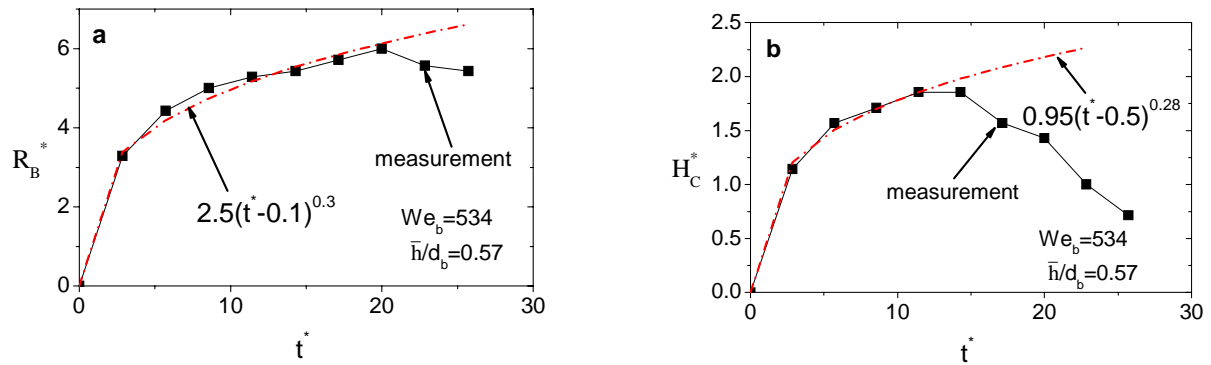 a
6
4
2
0
R_B^*
measurement
2.5(t^*-0.1)^0.3
We_b=534
h̄/d_b=0.57
0 10 20 30
t^*
b
2.5
2.0
1.5
1.0
0.5
0.0
H_C^*
0.95(t^*-0.5)^0.28
measurement
We_b=534
h̄/d_b=0.57
0 10 20 30
t^*